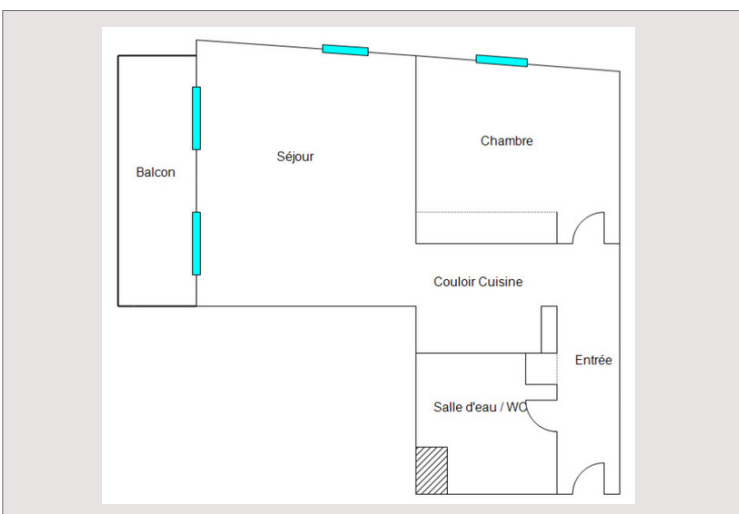 Chambre
Séjour
Balcon
Couloir Cuisine
Entrée
Salle d'eau / WC